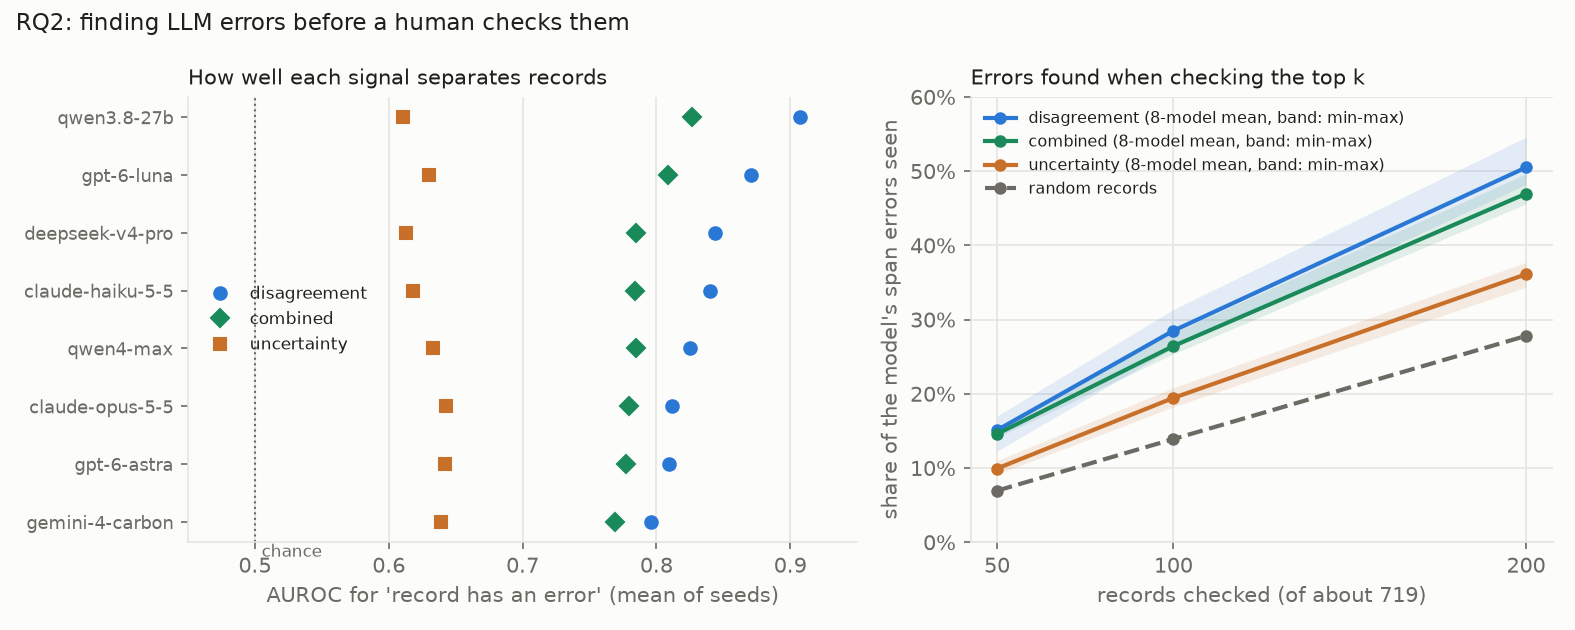 RQ2: finding LLM errors before a human checks them
How well each signal separates records
qwen3.8-27b
gpt-6-luna
deepseek-v4-pro
claude-haiku-5-5
qwen4-max
claude-opus-5-5
gpt-6-astra
gemini-4-carbon
disagreement
combined
uncertainty
chance
0.5 0.6 0.7 0.8 0.9
AUROC for 'record has an error' (mean of seeds)
Errors found when checking the top k
share of the model's span errors seen
60%
50%
40%
30%
20%
10%
0%
disagreement (8-model mean, band: min-max)
combined (8-model mean, band: min-max)
uncertainty (8-model mean, band: min-max)
random records
50 100 200
records checked (of about 719)